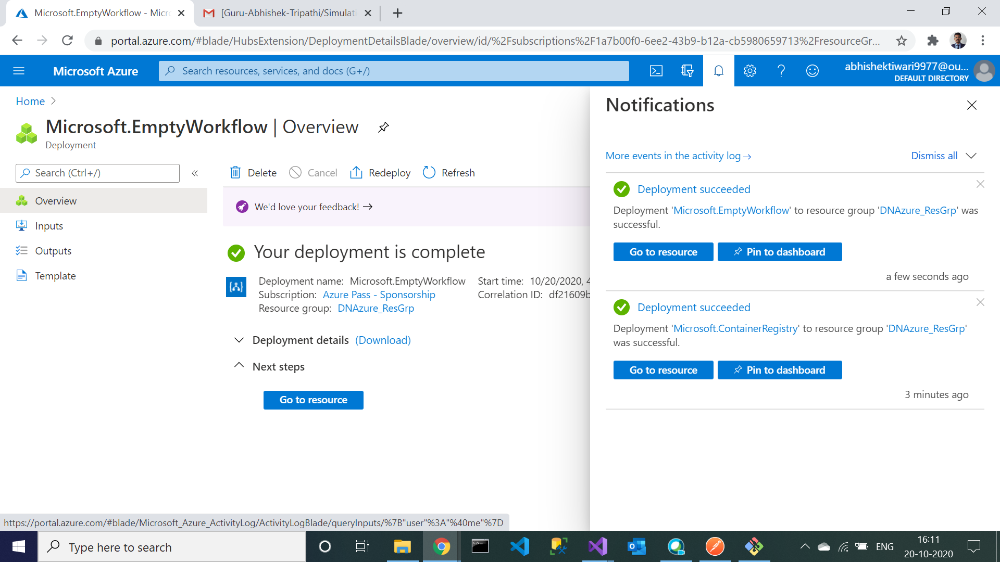 Microsoft.EmptyWorkflow - Micro
[Guru-Abhishek-Tripathi/Simulati
portal.azure.com/#blade/HubsExtension/DeploymentDetailsBlade/overview/id/%2Fsubscriptions%2F1a7b00f0-6ee2-43b9-b12a-cb5980659713%2FresourceGr...
Microsoft Azure
Search resources, services, and docs (G+/)
abhishektiwari9977@ou...
DEFAULT DIRECTORY
Home
Microsoft.EmptyWorkflow | Overview
Deployment
Search (Ctrl+/)
Overview
Inputs
Outputs
Template
Delete
Cancel
Redeploy
Refresh
We'd love your feedback! →
Your deployment is complete
Deployment name: Microsoft.EmptyWorkflow
Subscription: Azure Pass - Sponsorship
Resource group: DNAzure_ResGrp
Start time: 10/20/2020, 4
Correlation ID: df21609b
Deployment details (Download)
Next steps
Go to resource
Notifications
More events in the activity log →
Dismiss all
Deployment succeeded
Deployment 'Microsoft.EmptyWorkflow' to resource group 'DNAzure_ResGrp' was
successful.
Go to resource
Pin to dashboard
a few seconds ago
Deployment succeeded
Deployment 'Microsoft.ContainerRegistry' to resource group 'DNAzure_ResGrp'
was successful.
Go to resource
Pin to dashboard
3 minutes ago
https://portal.azure.com/#blade/Microsoft_Azure_ActivityLog/ActivityLogBlade/queryInputs/%7B"user"%3A"%40me"%7D
Type here to search
ENG
16:11
20-10-2020